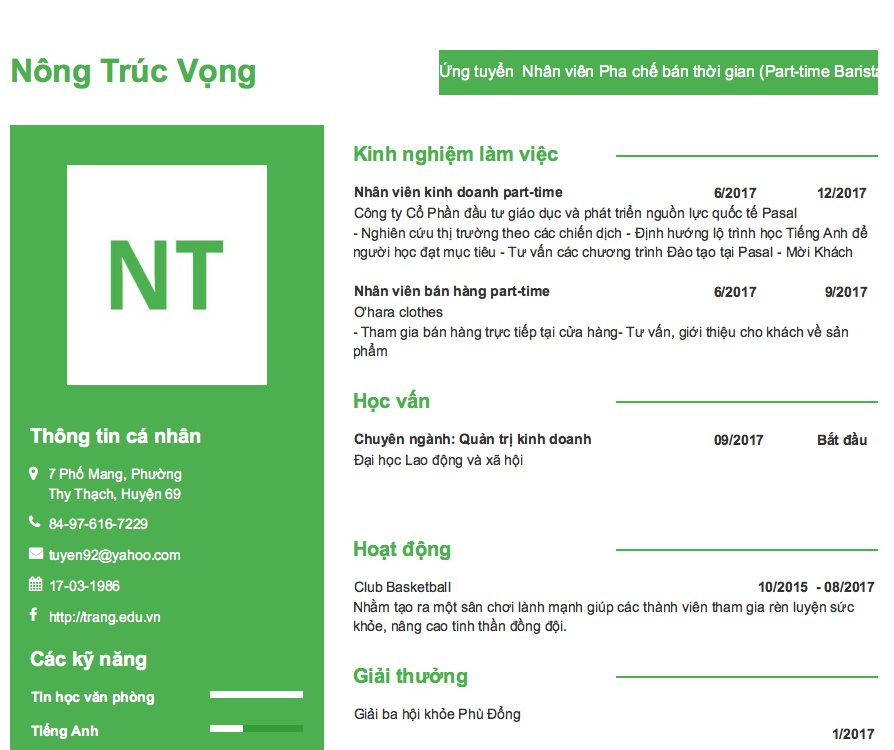 Nông Trúc Vọng
Ứng tuyển Nhân viên Pha chế bán thời gian (Part-time Barista
NT
Thông tin cá nhân
7 Phố Mang, Phường
Thy Thạch, Huyện 69
84-97-616-7229
tuyen92@yahoo.com
17-03-1986
http://trang.edu.vn
Các kỹ năng
Tin học văn phòng
Tiếng Anh
Kinh nghiệm làm việc
Nhân viên kinh doanh part-time 6/2017 12/2017
Công ty Cổ Phần đầu tư giáo dục và phát triển nguồn lực quốc tế Pasal
- Nghiên cứu thị trường theo các chiến dịch - Định hướng lộ trình học Tiếng Anh để
người học đạt mục tiêu - Tư vấn các chương trình Đào tạo tại Pasal - Mời Khách
Nhân viên bán hàng part-time 6/2017 9/2017
O'hara clothes
- Tham gia bán hàng trực tiếp tại cửa hàng- Tư vấn, giới thiệu cho khách về sản
phẩm
Học vấn
Chuyên ngành: Quản trị kinh doanh 09/2017 Bắt đầu
Đại học Lao động và xã hội
Hoạt động
Club Basketball 10/2015 - 08/2017
Nhằm tạo ra một sân chơi lành mạnh giúp các thành viên tham gia rèn luyện sức
khỏe, nâng cao tinh thần đồng đội.
Giải thưởng
Giải ba hội khỏe Phù Đổng
1/2017